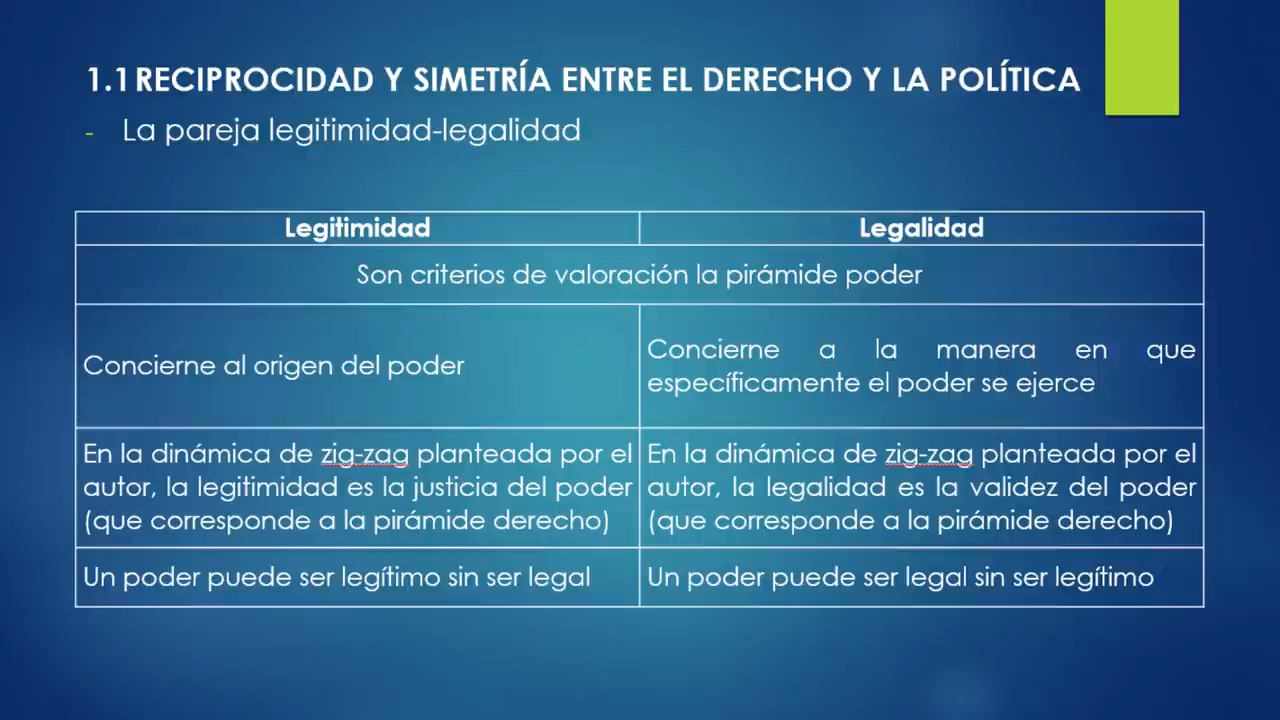 1.1 RECIPROCIDAD Y SIMETRÍA ENTRE EL DERECHO Y LA POLÍTICA
- La pareja legitimidad-legalidad
Legitimidad
Legalidad
Son criterios de valoración la pirámide poder
Concierne al origen del poder
Concierne a la manera en que
específicamente el poder se ejerce
En la dinámica de zig-zag planteada por el
autor, la legitimidad es la justicia del poder
(que corresponde a la pirámide derecho)
En la dinámica de zig-zag planteada por el
autor, la legalidad es la validez del poder
(que corresponde a la pirámide derecho)
Un poder puede ser legítimo sin ser legal
Un poder puede ser legal sin ser legítimo